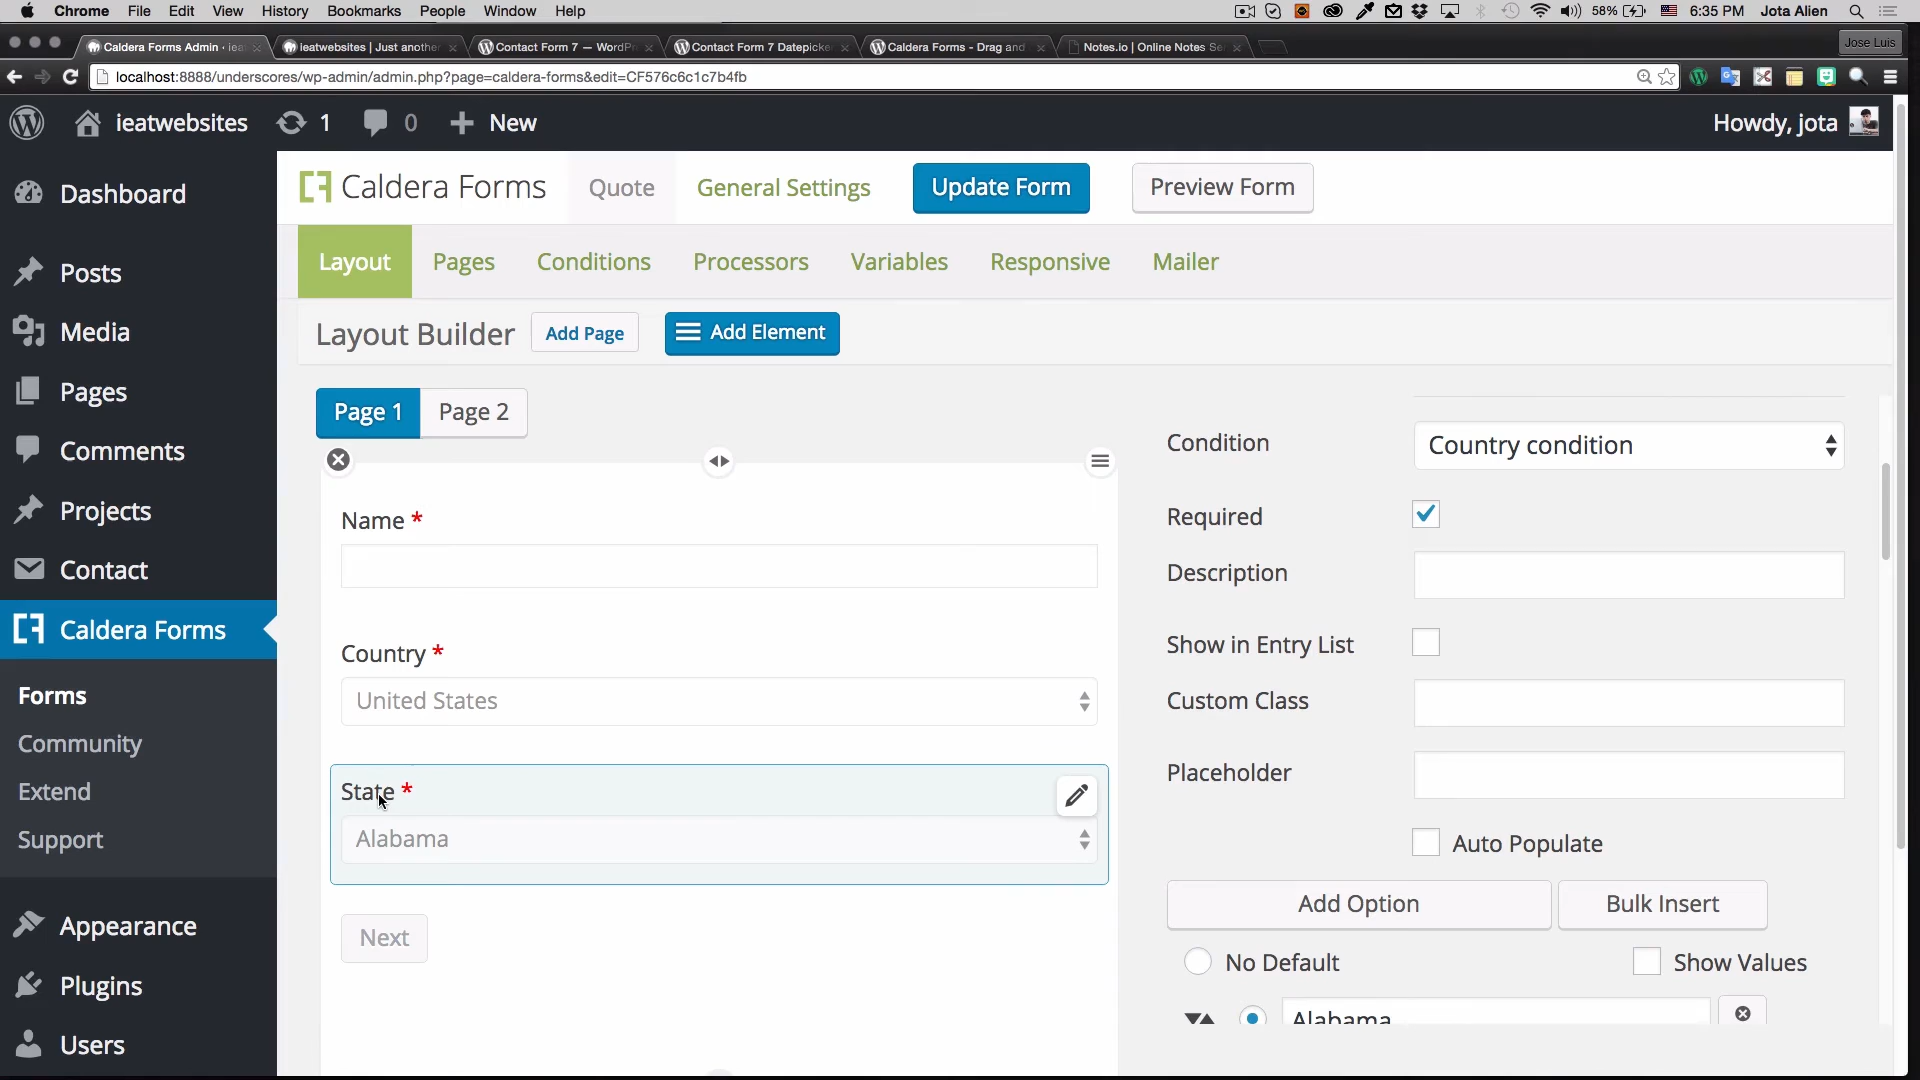 Chrome File Edit View History Bookmarks People Window Help 58% 6:35 PM Jota Alien
Caldera Forms Admin ‹ iea ieatwebsites | Just another Contact Form 7 — WordPr Contact Form 7 Datepicke Caldera Forms - Drag and Notes.io | Online Notes Se Jose Luis
localhost:8888/underscores/wp-admin/admin.php?page=caldera-forms&edit=CF576c6c1c7b4fb
ieatwebsites 1 0 New Howdy, jota
Dashboard
Posts
Media
Pages
Comments
Projects
Contact
Caldera Forms
Forms
Community
Extend
Support
Appearance
Plugins
Users
Caldera Forms Quote General Settings Update Form Preview Form
Layout Pages Conditions Processors Variables Responsive Mailer
Layout Builder Add Page Add Element
Page 1 Page 2
Name *
Country *
United States
State *
Alabama
Next
Condition Country condition
Required
Description
Show in Entry List
Custom Class
Placeholder
Auto Populate
Add Option Bulk Insert
No Default Show Values
Alabama